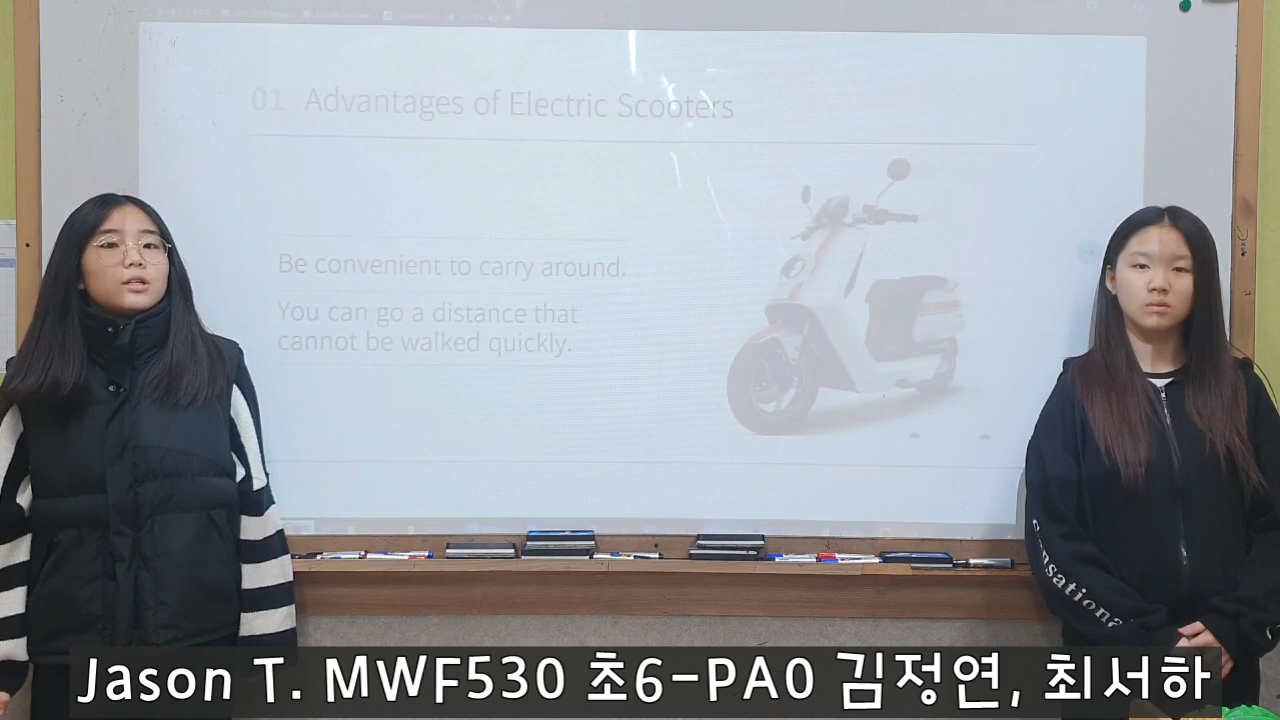 01 Advantages of Electric Scooters
Be convenient to carry around.
You can go a distance that
cannot be walked quickly.
Sensationa
Jason T. MWF530 초6-PA0 김정연, 최서하